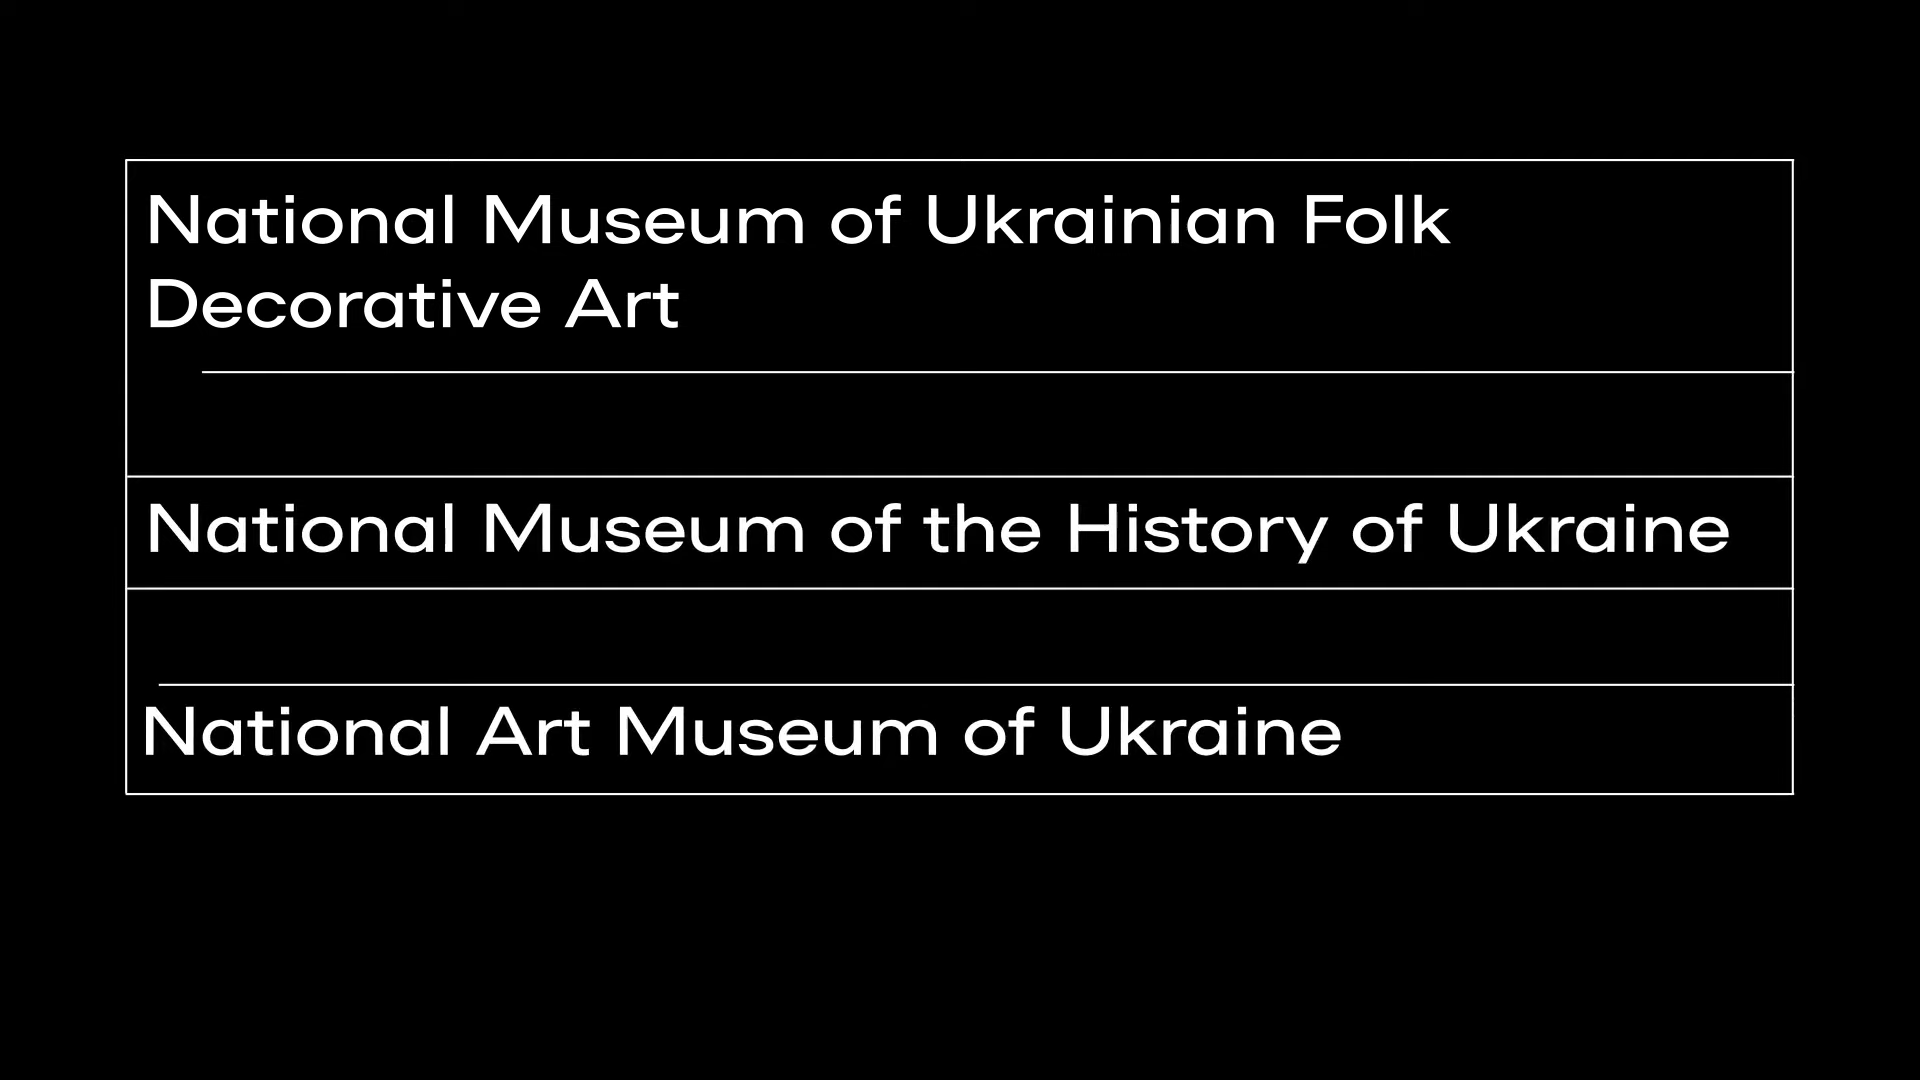 National Museum of Ukrainian Folk
Decorative Art
National Museum of the History of Ukraine
National Art Museum of Ukraine